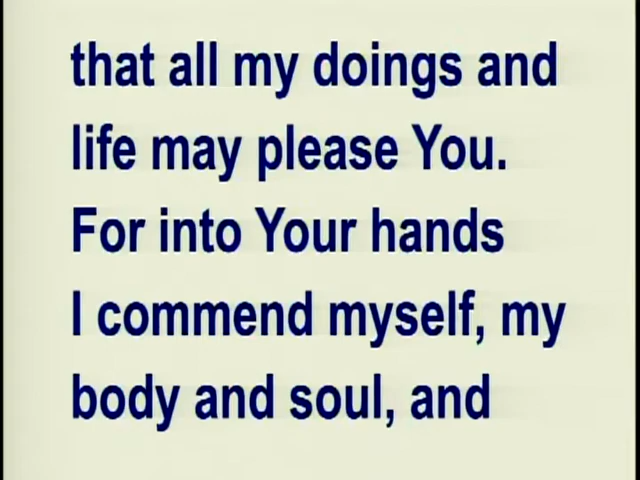 that all my doings and
life may please You.
For into Your hands
I commend myself, my
body and soul, and